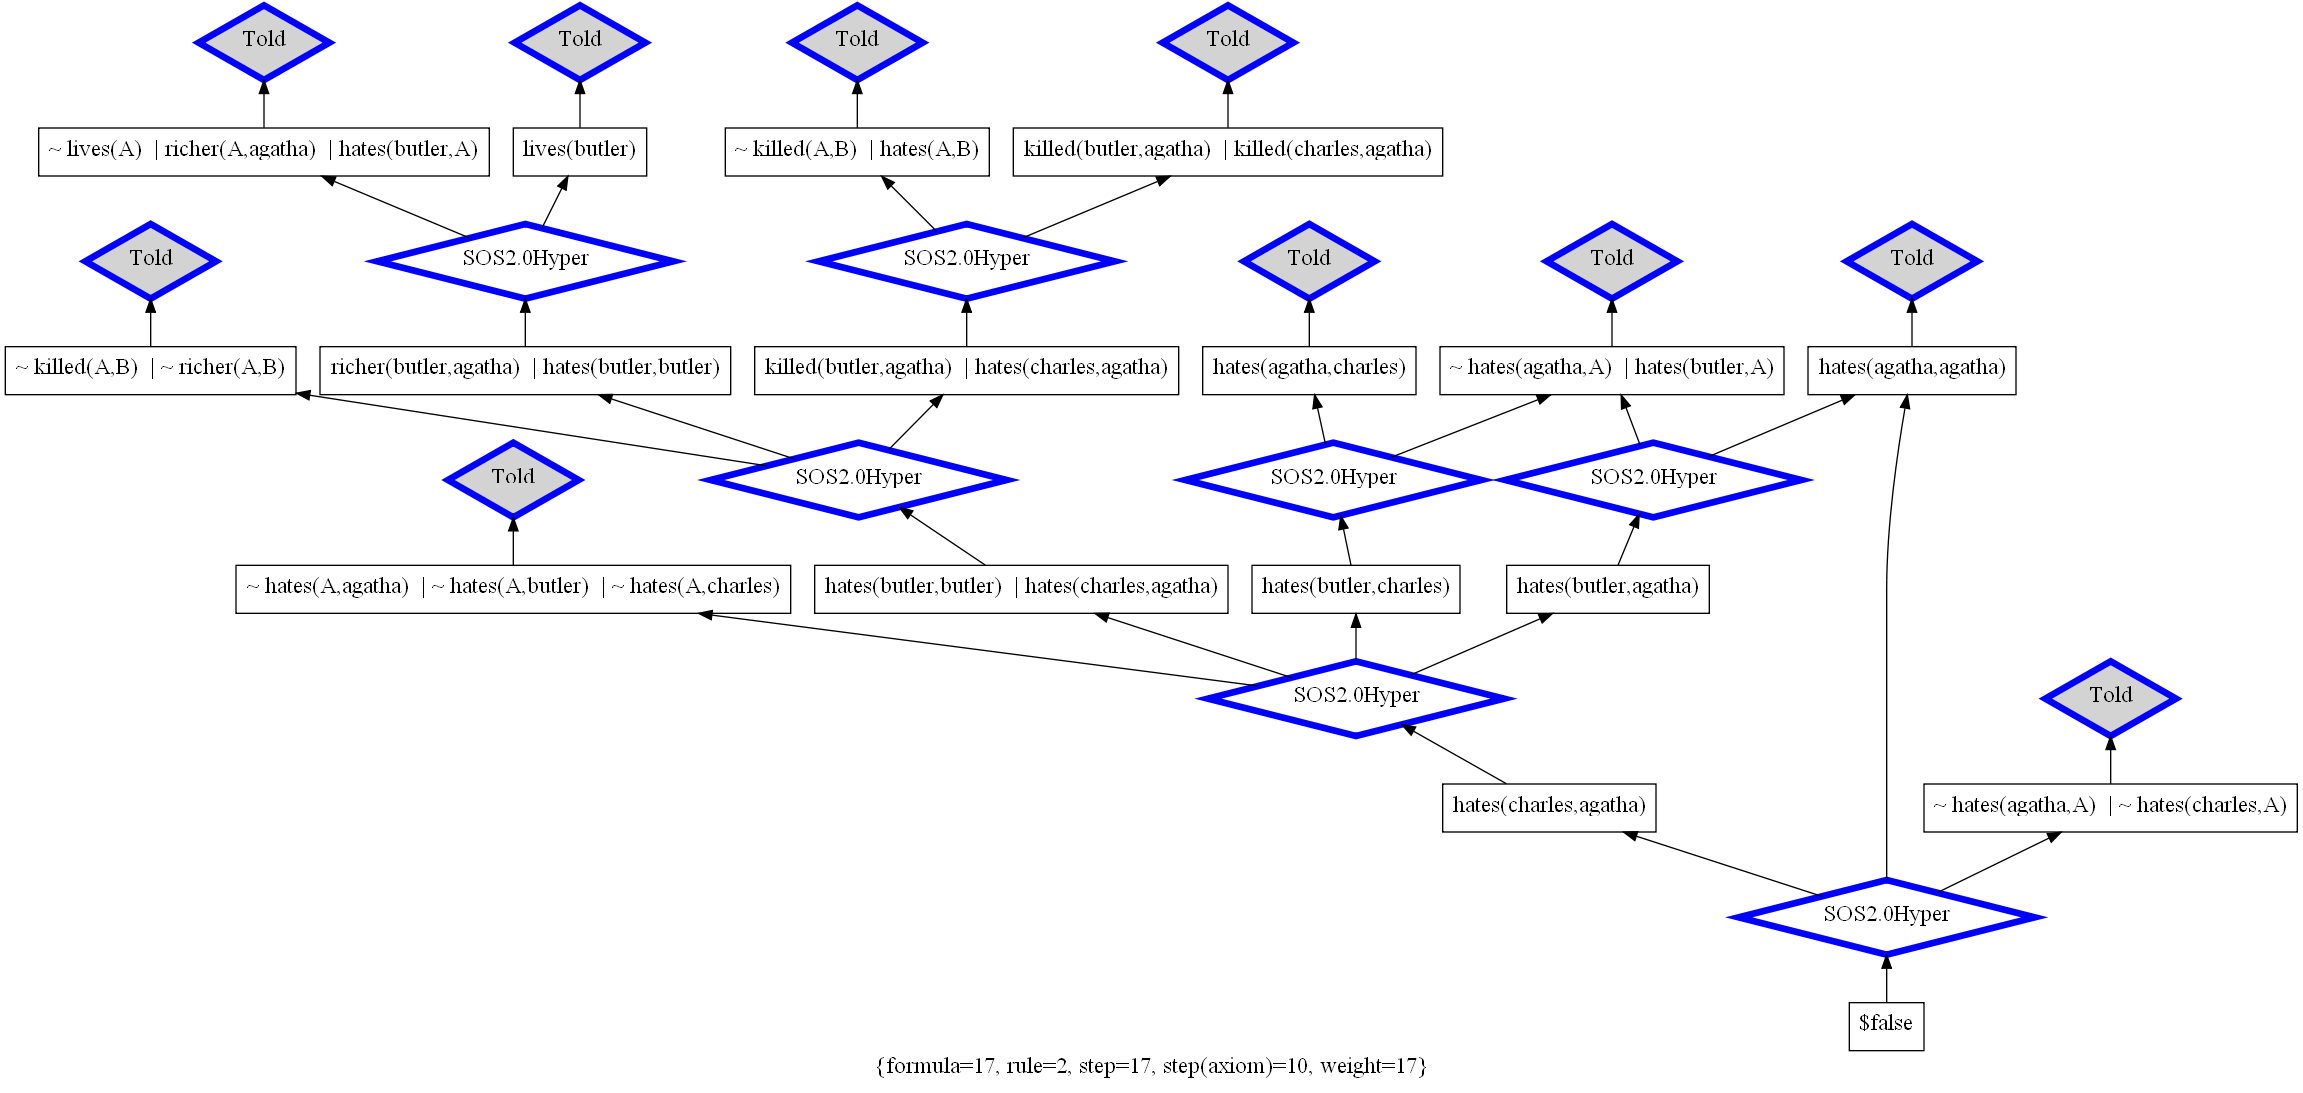 Told
Told
Told
Told
~ lives(A) | richer(A,agatha) | hates(butler,A)
lives(butler)
~ killed(A,B) | hates(A,B)
killed(butler,agatha) | killed(charles,agatha)
Told
SOS2.0Hyper
SOS2.0Hyper
Told
Told
Told
~ killed(A,B) | ~ richer(A,B)
richer(butler,agatha) | hates(butler,butler)
killed(butler,agatha) | hates(charles,agatha)
hates(agatha,charles)
~ hates(agatha,A) | hates(butler,A)
hates(agatha,agatha)
Told
SOS2.0Hyper
SOS2.0Hyper
SOS2.0Hyper
~ hates(A,agatha) | ~ hates(A,butler) | ~ hates(A,charles)
hates(butler,butler) | hates(charles,agatha)
hates(butler,charles)
hates(butler,agatha)
SOS2.0Hyper
Told
hates(charles,agatha)
~ hates(agatha,A) | ~ hates(charles,A)
SOS2.0Hyper
$false
{formula=17, rule=2, step=17, step(axiom)=10, weight=17}